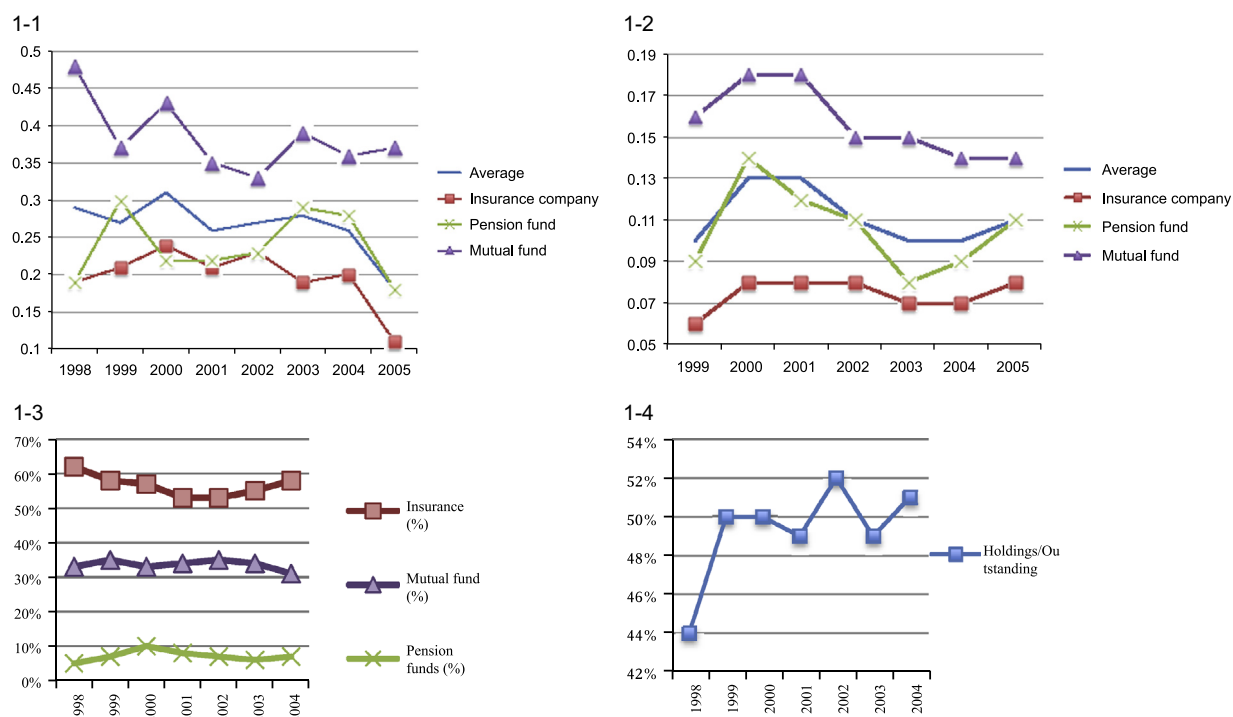 1-1
0.5
0.45
0.4
0.35
0.3
0.25
0.2
0.15
0.1
1998 1999 2000 2001 2002 2003 2004 2005
Average
Insurance company
Pension fund
Mutual fund
1-2
0.19
0.17
0.15
0.13
0.11
0.09
0.07
0.05
1999 2000 2001 2002 2003 2004 2005
Average
Insurance company
Pension fund
Mutual fund
1-3
70%
60%
50%
40%
30%
20%
10%
0%
998 999 000 001 002 003 004
Insurance
(%)
Mutual fund
(%)
Pension
funds (%)
1-4
54%
52%
50%
48%
46%
44%
42%
1998 1999 2000 2001 2002 2003 2004
Holdings/Ou
tstanding